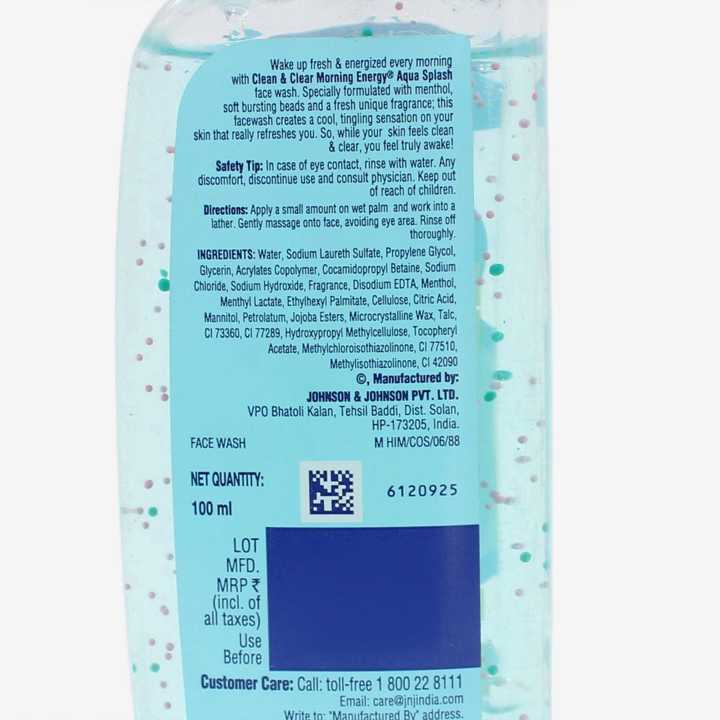 Wake up fresh & energized every morning
with Clean & Clear Morning Energy® Aqua Splash
face wash. Specially formulated with menthol,
soft bursting beads and a fresh unique fragrance; this
facewash creates a cool, tingling sensation on your
skin that really refreshes you. So, while your skin feels clean
& clear, you feel truly awake!
Safety Tip: In case of eye contact, rinse with water. Any
discomfort, discontinue use and consult physician. Keep out
of reach of children.
Directions: Apply a small amount on wet palm and work into a
lather. Gently massage onto face, avoiding eye area. Rinse off
thoroughly.
INGREDIENTS: Water, Sodium Laureth Sulfate, Propylene Glycol,
Glycerin, Acrylates Copolymer, Cocamidopropyl Betaine, Sodium
Chloride, Sodium Hydroxide, Fragrance, Disodium EDTA, Menthol,
Menthyl Lactate, Ethylhexyl Palmitate, Cellulose, Citric Acid,
Mannitol, Petrolatum, Jojoba Esters, Microcrystalline Wax, Talc,
CI 73360, CI 77289, Hydroxypropyl Methylcellulose, Tocopheryl
Acetate, Methylchloroisothiazolinone, CI 77510,
Methylisothiazolinone, CI 42090
©, Manufactured by:
JOHNSON & JOHNSON PVT. LTD.
VPO Bhatoli Kalan, Tehsil Baddi, Dist. Solan,
HP-173205, India.
FACE WASH M HIM/COS/06/88
NET QUANTITY:
100 ml
6120925
LOT
MFD.
MRP ₹
(incl. of
all taxes)
Use
Before
Customer Care: Call: toll-free 1 800 22 8111
Email: care@jnjindia.com
Write to: "Manufactured By" address.